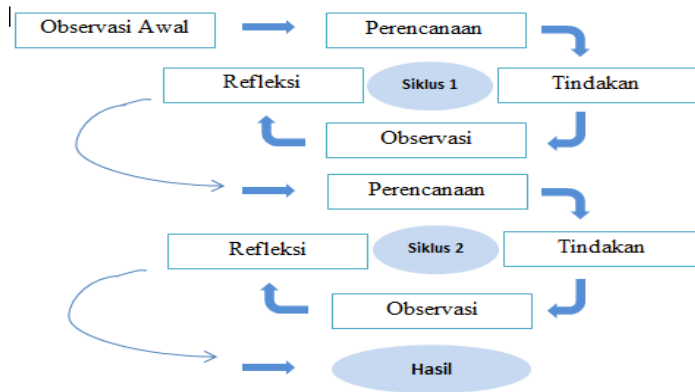 Observasi Awal
Perencanaan
Refleksi
Siklus 1
Tindakan
Observasi
Perencanaan
Refleksi
Siklus 2
Tindakan
Observasi
Hasil